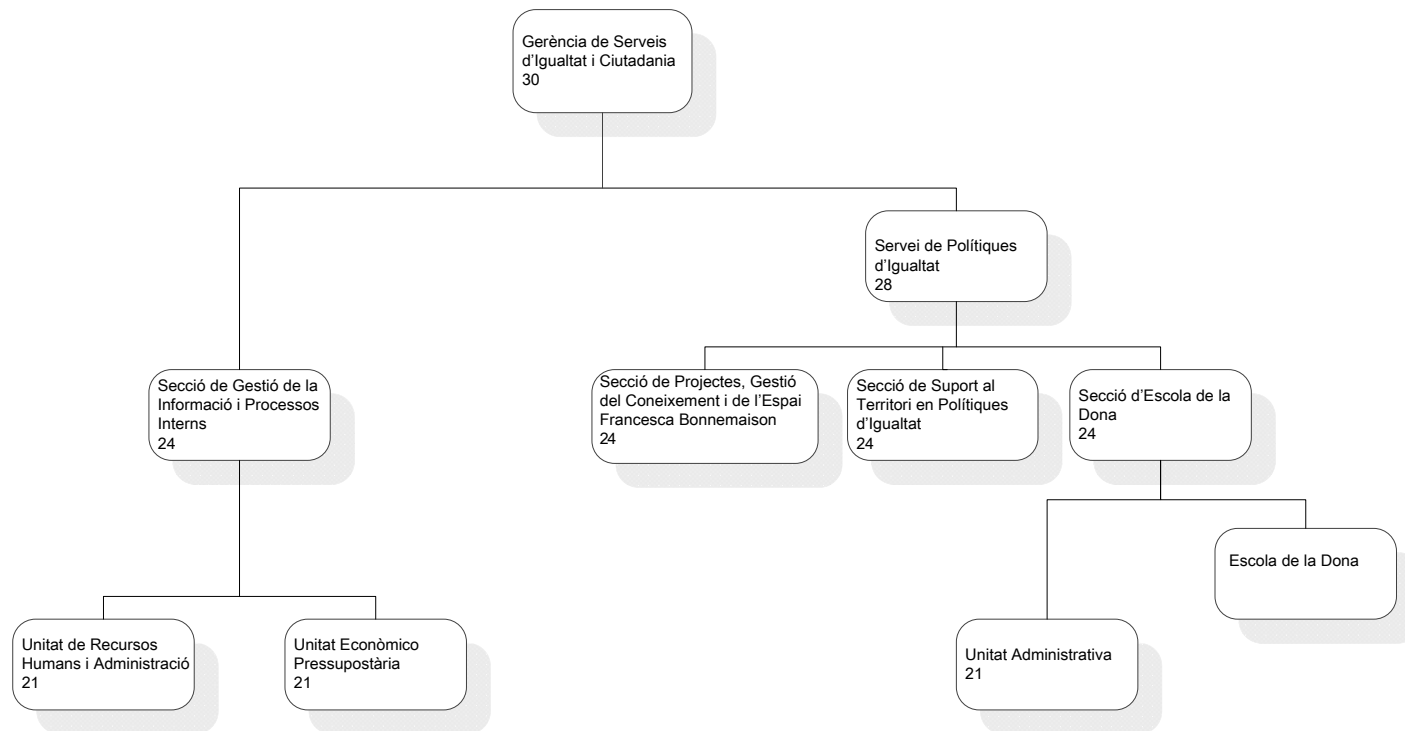 Gerència de Serveis
d’Igualtat i Ciutadania
30
Servei de Polítiques
d’Igualtat
28
Secció de Gestió de la
Informació i Processos
Interns
24
Secció de Projectes, Gestió
del Coneixement i de l’Espai
Francesca Bonnemaison
24
Secció de Suport al
Territori en Polítiques
d’Igualtat
24
Secció d’Escola de la
Dona
24
Escola de la Dona
Unitat de Recursos
Humans i Administració
21
Unitat Econòmico
Pressupostària
21
Unitat Administrativa
21